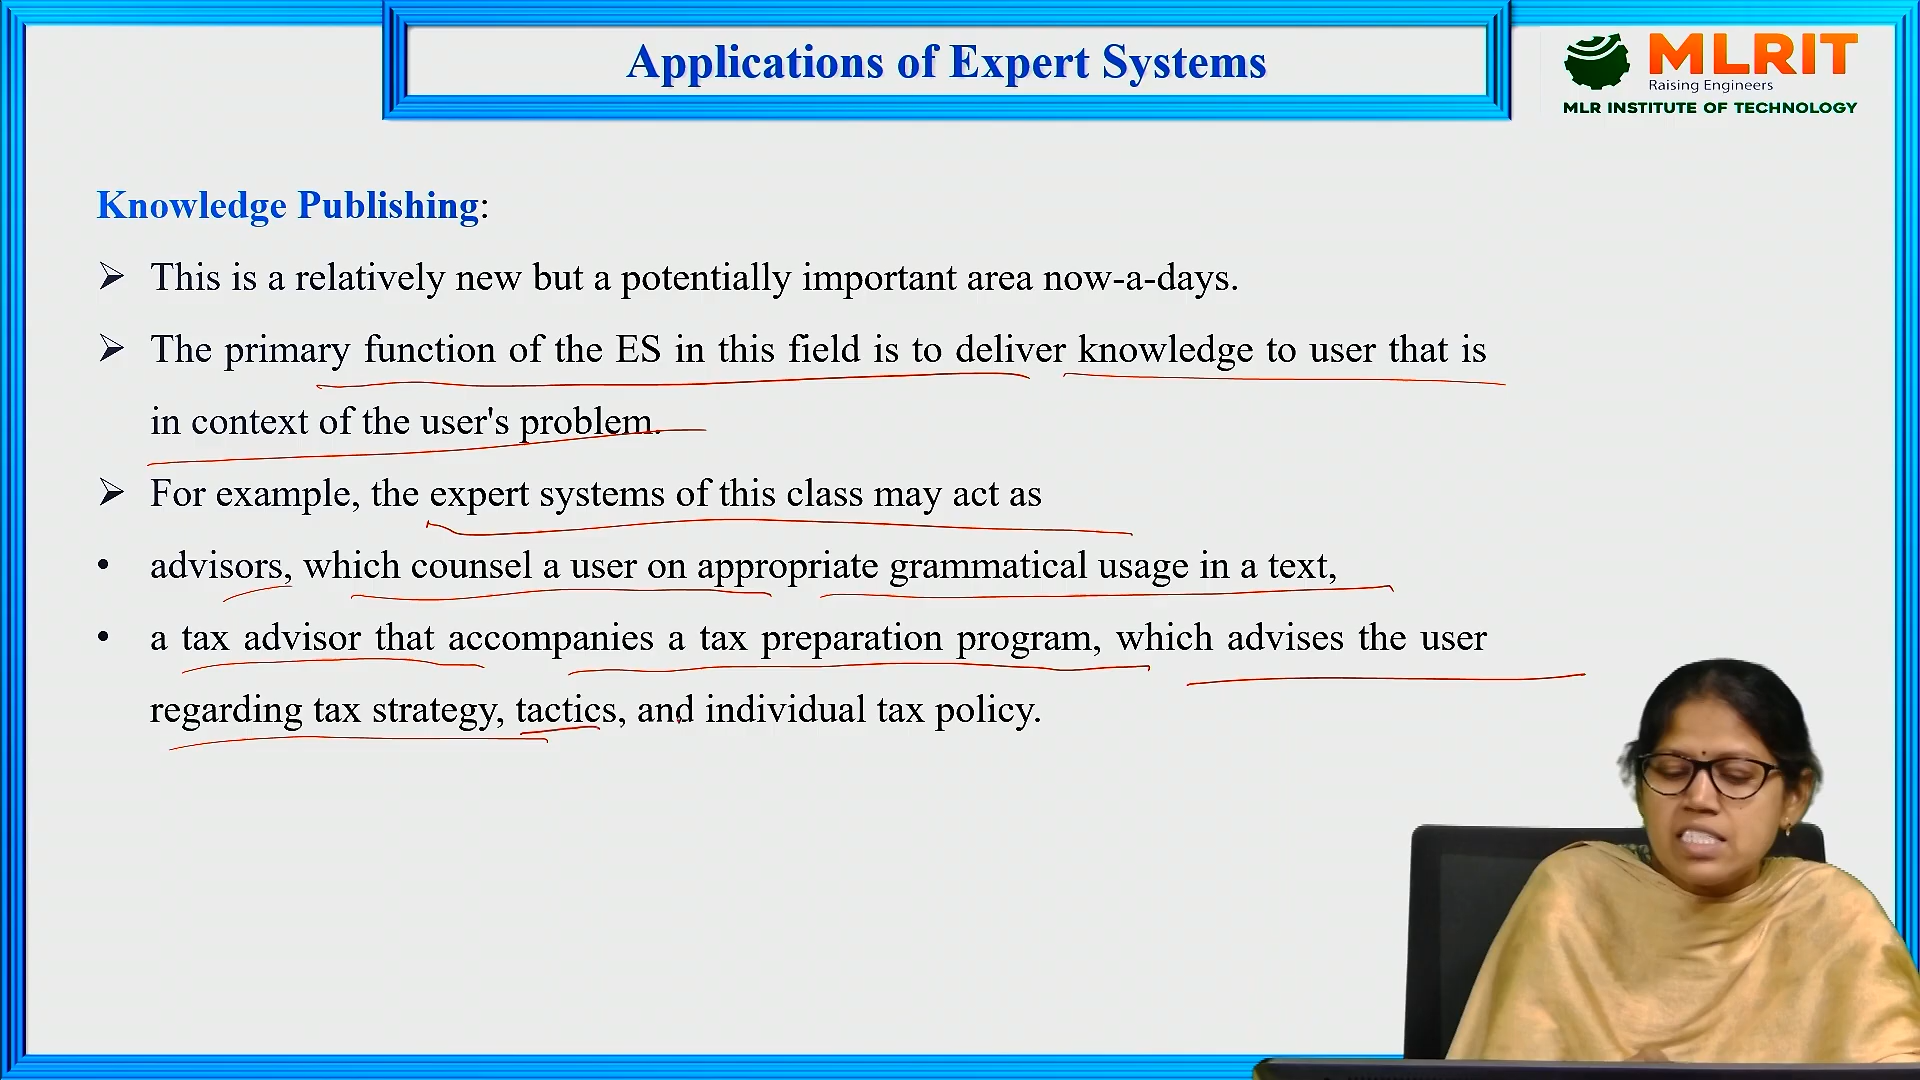 Applications of Expert Systems
MLRIT
Raising Engineers
MLR INSTITUTE OF TECHNOLOGY
Knowledge Publishing:
➢ This is a relatively new but a potentially important area now-a-days.
➢ The primary function of the ES in this field is to deliver knowledge to user that is
in context of the user's problem.
➢ For example, the expert systems of this class may act as
• advisors, which counsel a user on appropriate grammatical usage in a text,
• a tax advisor that accompanies a tax preparation program, which advises the user
regarding tax strategy, tactics, and individual tax policy.